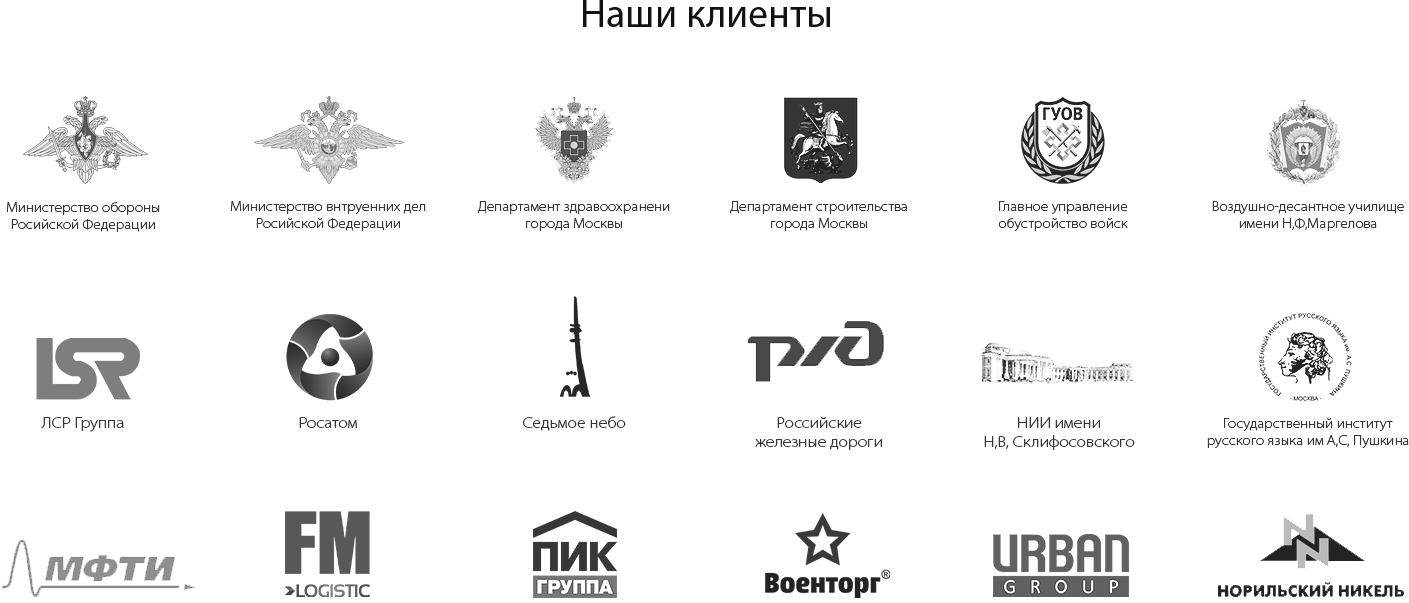 Наши клиенты
ГУОВ
Министерство обороны
Росийской Федерации
Министерство внтруенних дел
Росийской Федерации
Департамент здравоохранени
города Москвы
Департамент строительства
города Москвы
Главное управление
обустройство войск
Воздушно-десантное училище
имени Н,Ф,Маргелова
LSR
ЛСР Группа
Росатом
Седьмое небо
ржд
Российские
железные дороги
НИИ имени
Н,В, Склифосовского
ГОСУДАРСТВЕННЫЙ ИНСТИТУТ РУССКОГО ЯЗЫКА им. А.С. ПУШКИНА
· МОСКВА ·
Государственный институт
русского языка им А,С, Пушкина
МФТИ
FM
LOGISTIC
ПИК
ГРУППА
Военторг®
URBAN
GROUP
NN
НОРИЛЬСКИЙ НИКЕЛЬ